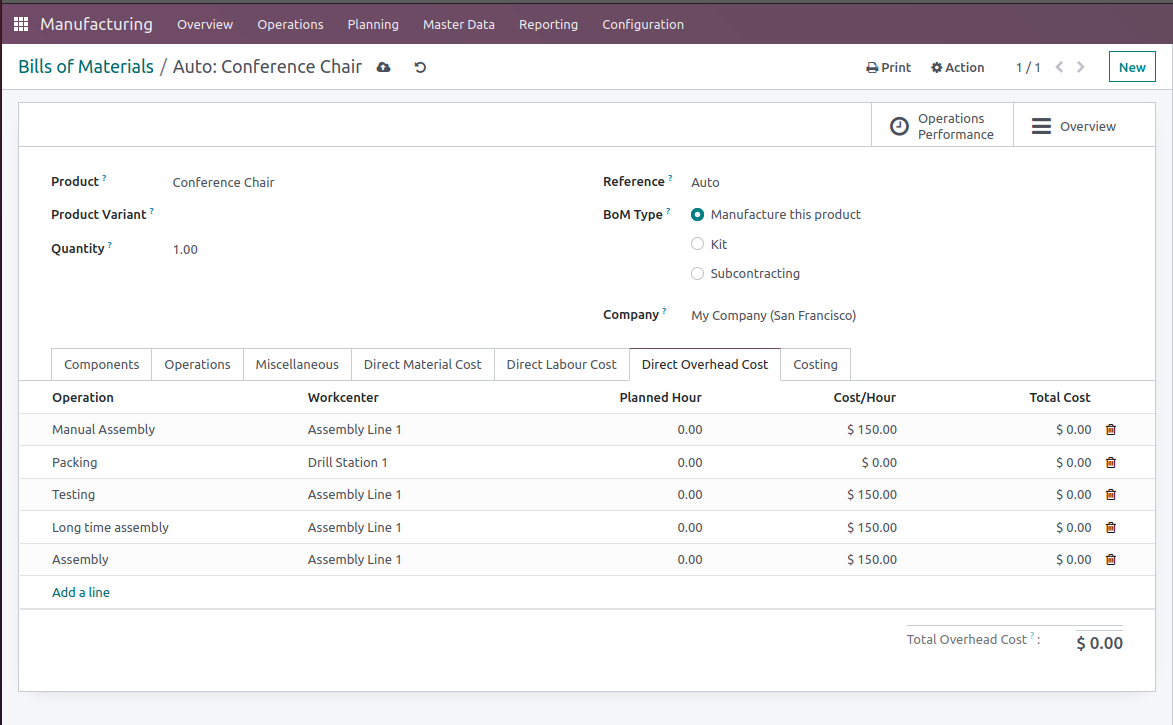 Manufacturing Overview Operations Planning Master Data Reporting Configuration
Bills of Materials / Auto: Conference Chair Print Action 1 / 1 New
Operations Performance Overview
Product ? Conference Chair Reference ? Auto
Product Variant ? BoM Type ? Manufacture this product
Quantity ? 1.00 Kit
Subcontracting
Company ? My Company (San Francisco)
Components Operations Miscellaneous Direct Material Cost Direct Labour Cost Direct Overhead Cost Costing
Operation Workcenter Planned Hour Cost/Hour Total Cost
Manual Assembly Assembly Line 1 0.00 $ 150.00 $ 0.00
Packing Drill Station 1 0.00 $ 0.00 $ 0.00
Testing Assembly Line 1 0.00 $ 150.00 $ 0.00
Long time assembly Assembly Line 1 0.00 $ 150.00 $ 0.00
Assembly Assembly Line 1 0.00 $ 150.00 $ 0.00
Add a line
Total Overhead Cost ? : $ 0.00